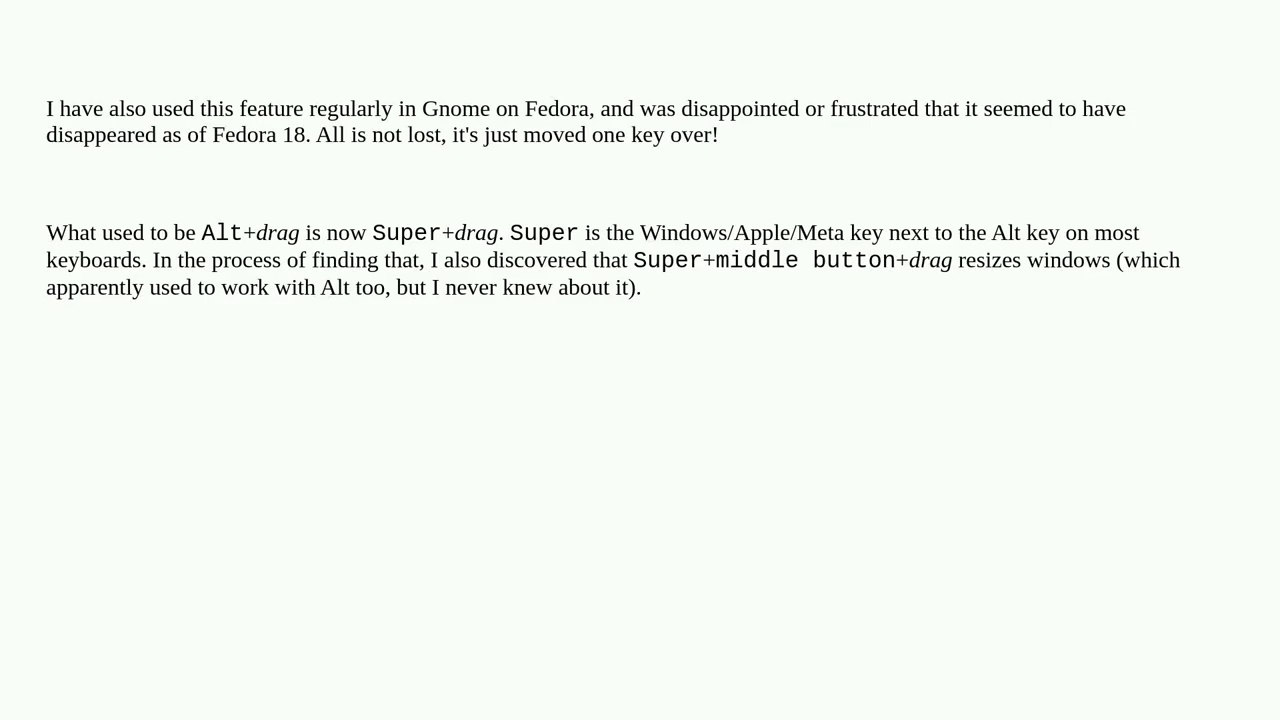 I have also used this feature regularly in Gnome on Fedora, and was disappointed or frustrated that it seemed to have
disappeared as of Fedora 18. All is not lost, it's just moved one key over!
What used to be Alt+drag is now Super+drag. Super is the Windows/Apple/Meta key next to the Alt key on most
keyboards. In the process of finding that, I also discovered that Super+middle button+drag resizes windows (which
apparently used to work with Alt too, but I never knew about it).